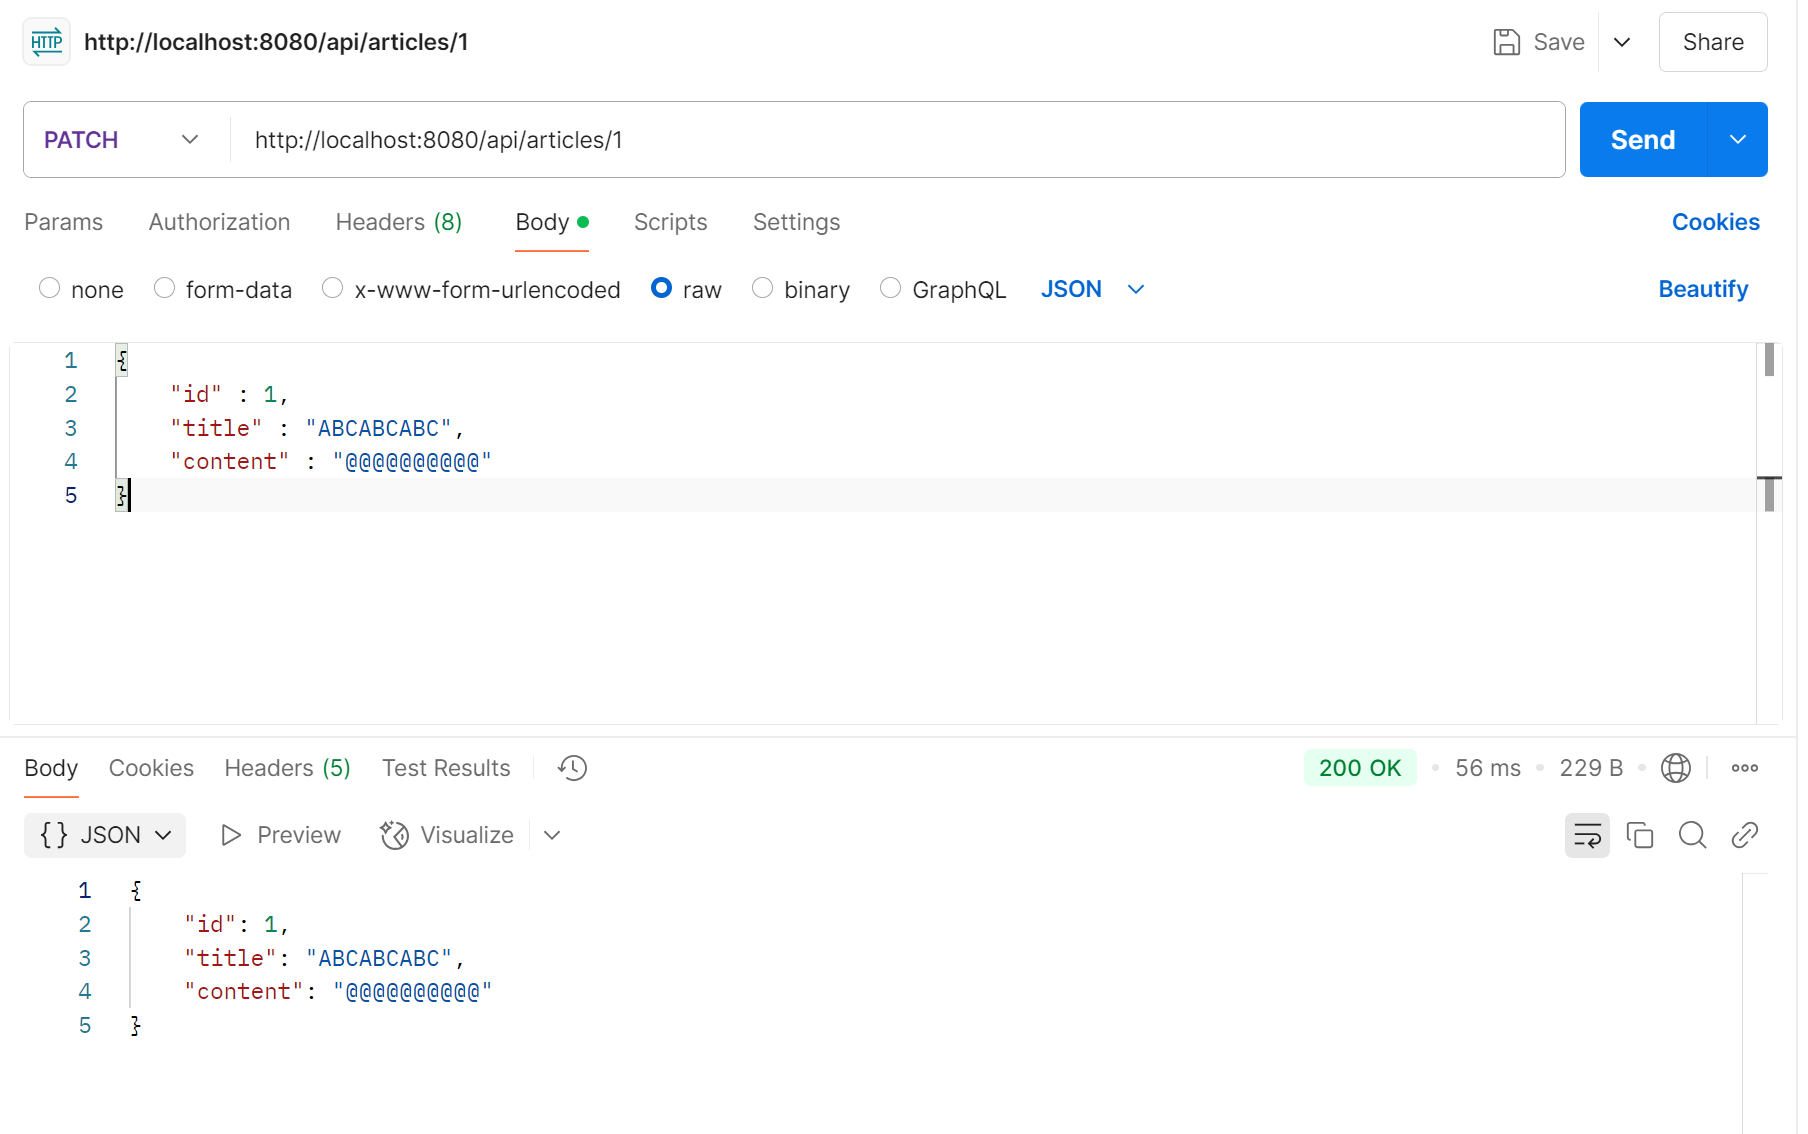 HTTP http://localhost:8080/api/articles/1 Save Share
PATCH http://localhost:8080/api/articles/1 Send
Params Authorization Headers (8) Body Scripts Settings Cookies
none form-data x-www-form-urlencoded raw binary GraphQL JSON Beautify
1 {
2 "id" : 1,
3 "title" : "ABCABCABC",
4 "content" : "@@@@@@@@@@"
5 }
Body Cookies Headers (5) Test Results 200 OK • 56 ms • 229 B •
{} JSON Preview Visualize
1 {
2 "id": 1,
3 "title": "ABCABCABC",
4 "content": "@@@@@@@@@@"
5 }